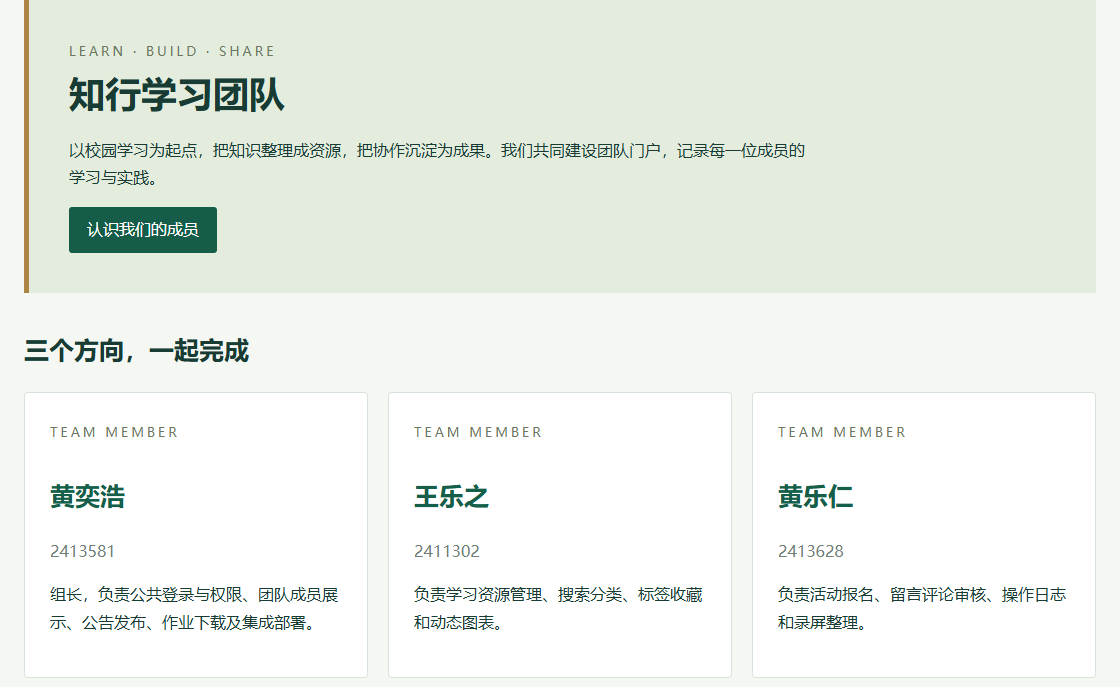 LEARN · BUILD · SHARE
知行学习团队
以校园学习为起点，把知识整理成资源，把协作沉淀为成果。我们共同建设团队门户，记录每一位成员的
学习与实践。
认识我们的成员
三个方向，一起完成
TEAM MEMBER
黄奕浩
2413581
组长，负责公共登录与权限、团队成员展
示、公告发布、作业下载及集成部署。
TEAM MEMBER
王乐之
2411302
负责学习资源管理、搜索分类、标签收藏
和动态图表。
TEAM MEMBER
黄乐仁
2413628
负责活动报名、留言评论审核、操作日志
和录屏整理。